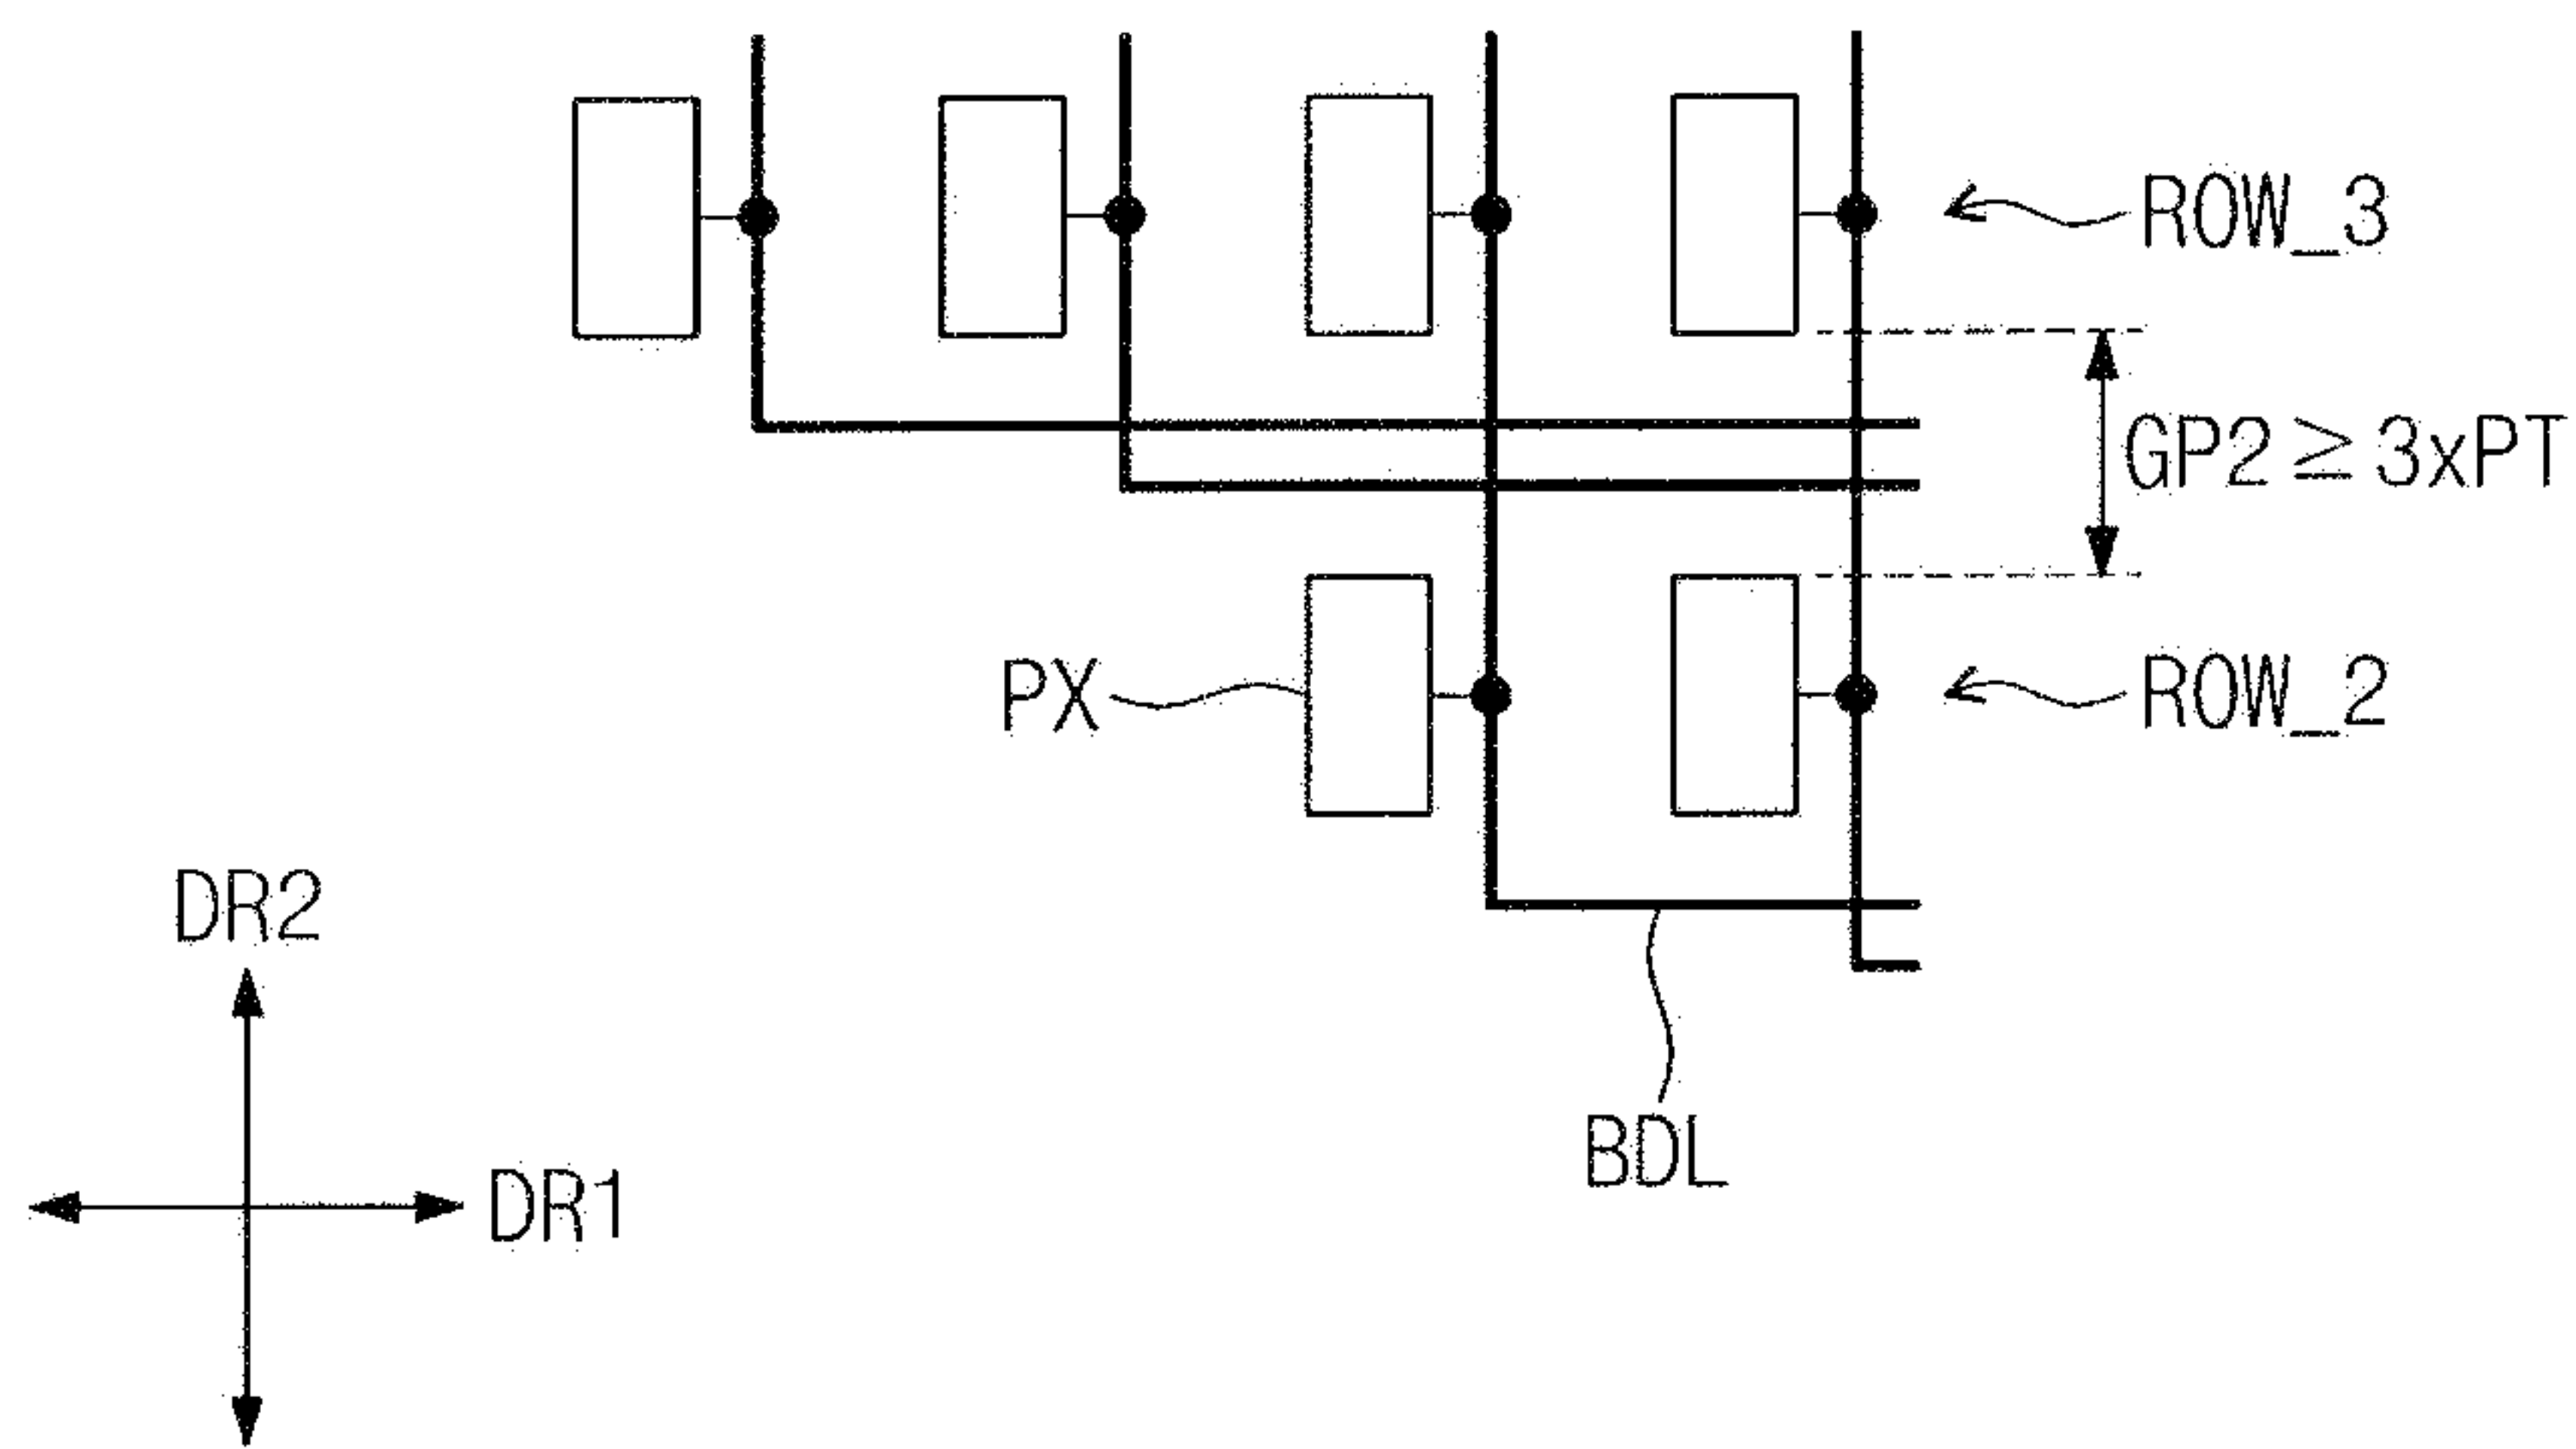 ROW_3
GP2≥3xPT
PX
ROW_2
DR2
BDL
DR1